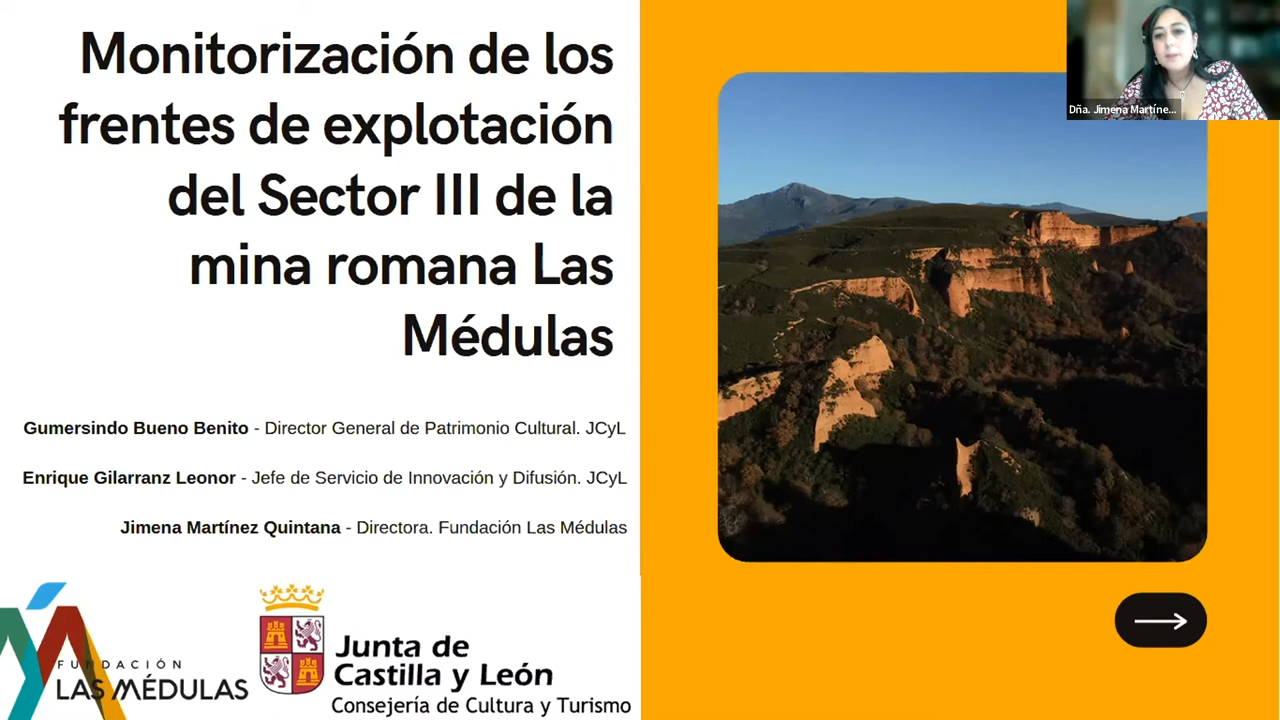 Monitorización de los
frentes de explotación
del Sector III de la
mina romana Las
Médulas
Gumersindo Bueno Benito - Director General de Patrimonio Cultural. JCyL
Enrique Gilarranz Leonor - Jefe de Servicio de Innovación y Difusión. JCyL
Jimena Martínez Quintana - Directora. Fundación Las Médulas
FUNDACIÓN
LAS MÉDULAS
Junta de
Castilla y León
Consejería de Cultura y Turismo
Dña. Jimena Martíne...